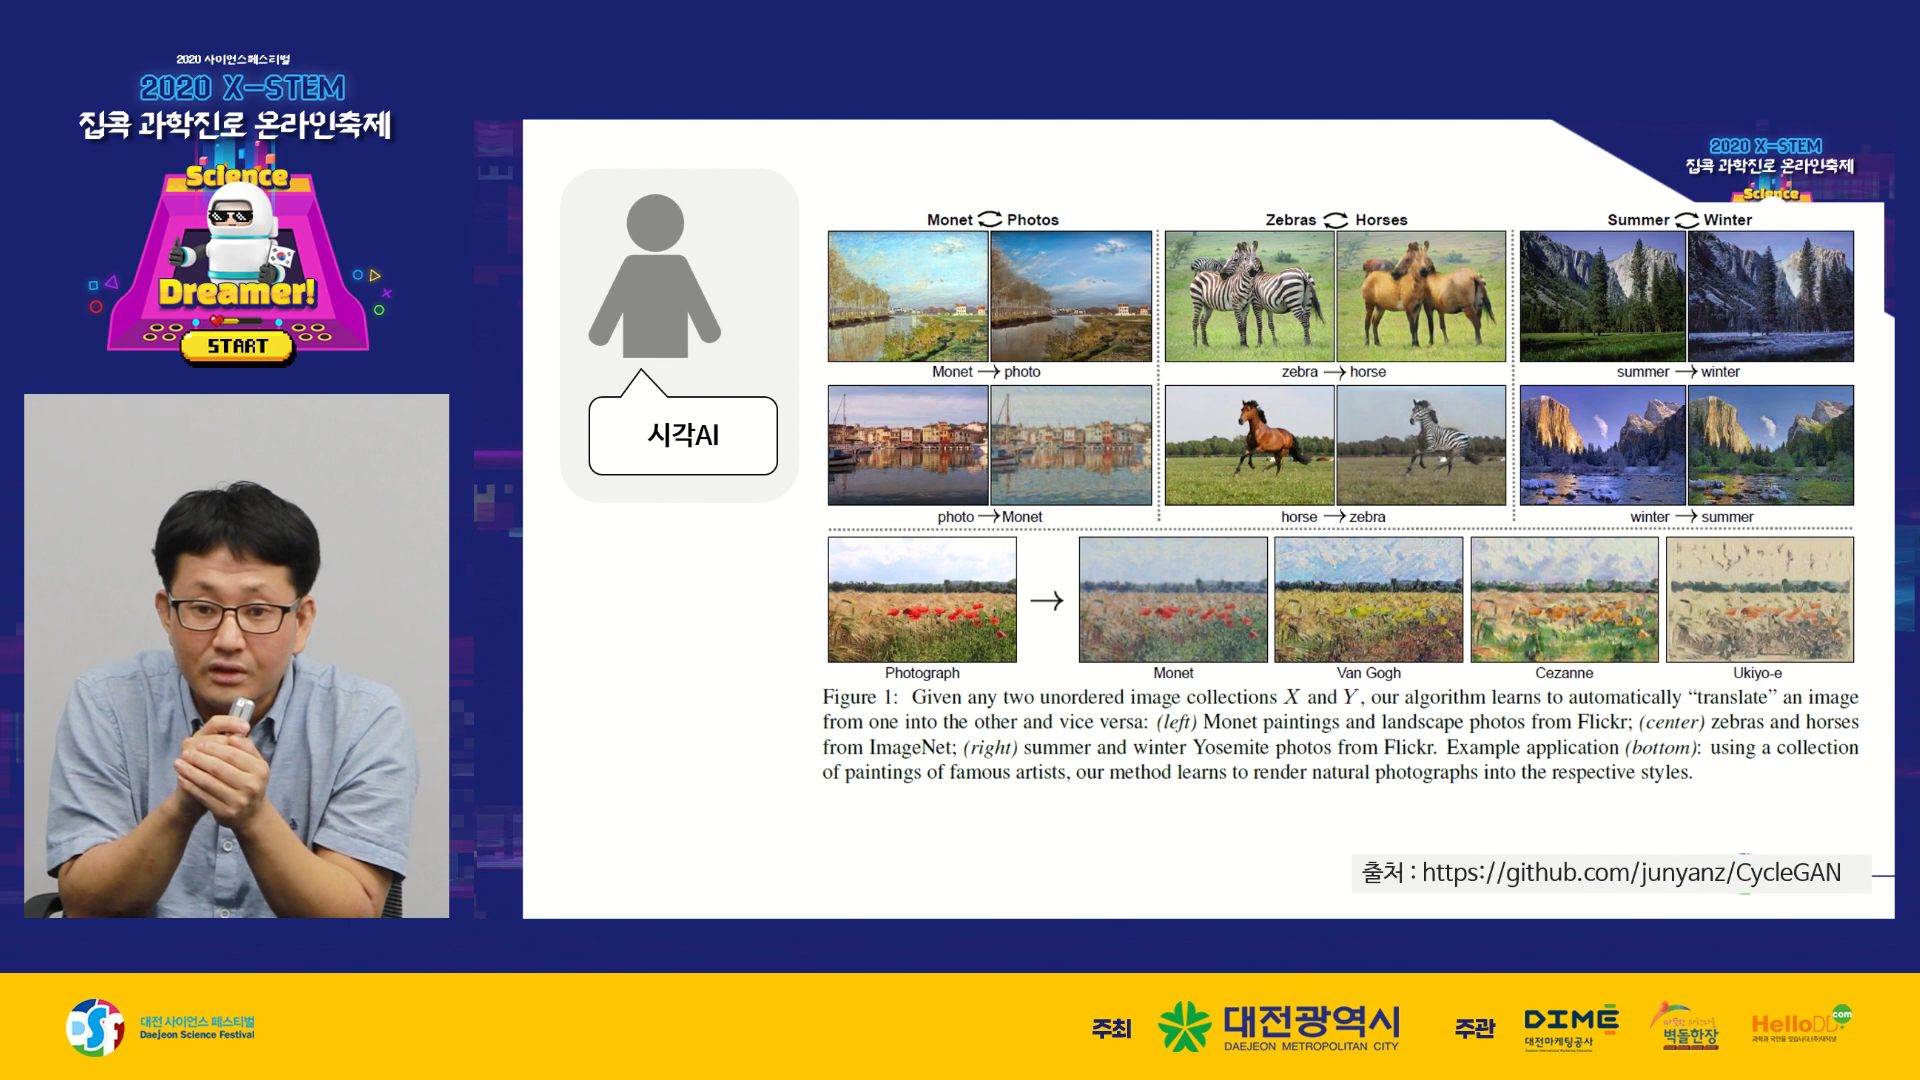 2020 사이언스페스티벌
2020 X-STEM
집콕 과학진로 온라인축제
Science
Dreamer!
START
2020 X-STEM
집콕 과학진로 온라인축제
Science
시각AI
Monet Photos
Zebras Horses
Summer Winter
Monet → photo
zebra → horse
summer → winter
photo → Monet
horse → zebra
winter → summer
Photograph
→
Monet
Van Gogh
Cezanne
Ukiyo-e
Figure 1: Given any two unordered image collections X and Y, our algorithm learns to automatically “translate” an image
from one into the other and vice versa: (left) Monet paintings and landscape photos from Flickr; (center) zebras and horses
from ImageNet; (right) summer and winter Yosemite photos from Flickr. Example application (bottom): using a collection
of paintings of famous artists, our method learns to render natural photographs into the respective styles.
출처 : https://github.com/junyanz/CycleGAN
DSf
대전 사이언스 페스티벌
Daejeon Science Festival
주최
대전광역시
DAEJEON METROPOLITAN CITY
주관
DIME
대전마케팅공사
벽돌한장
HelloDD.com